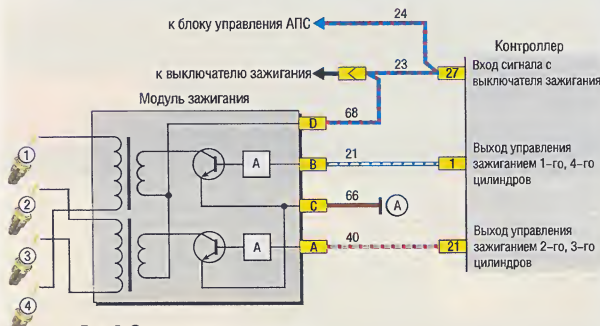 к блоку управления АПС
24
Контроллер
к выключателю зажигания
23
27
Вход сигнала с
выключателя зажигания
Модуль зажигания
D
68
1
A
B
21
1
Выход управления
зажиганием 1-го, 4-го
цилиндров
2
C
66
A
3
A
A
40
21
Выход управления
зажиганием 2-го, 3-го
цилиндров
4